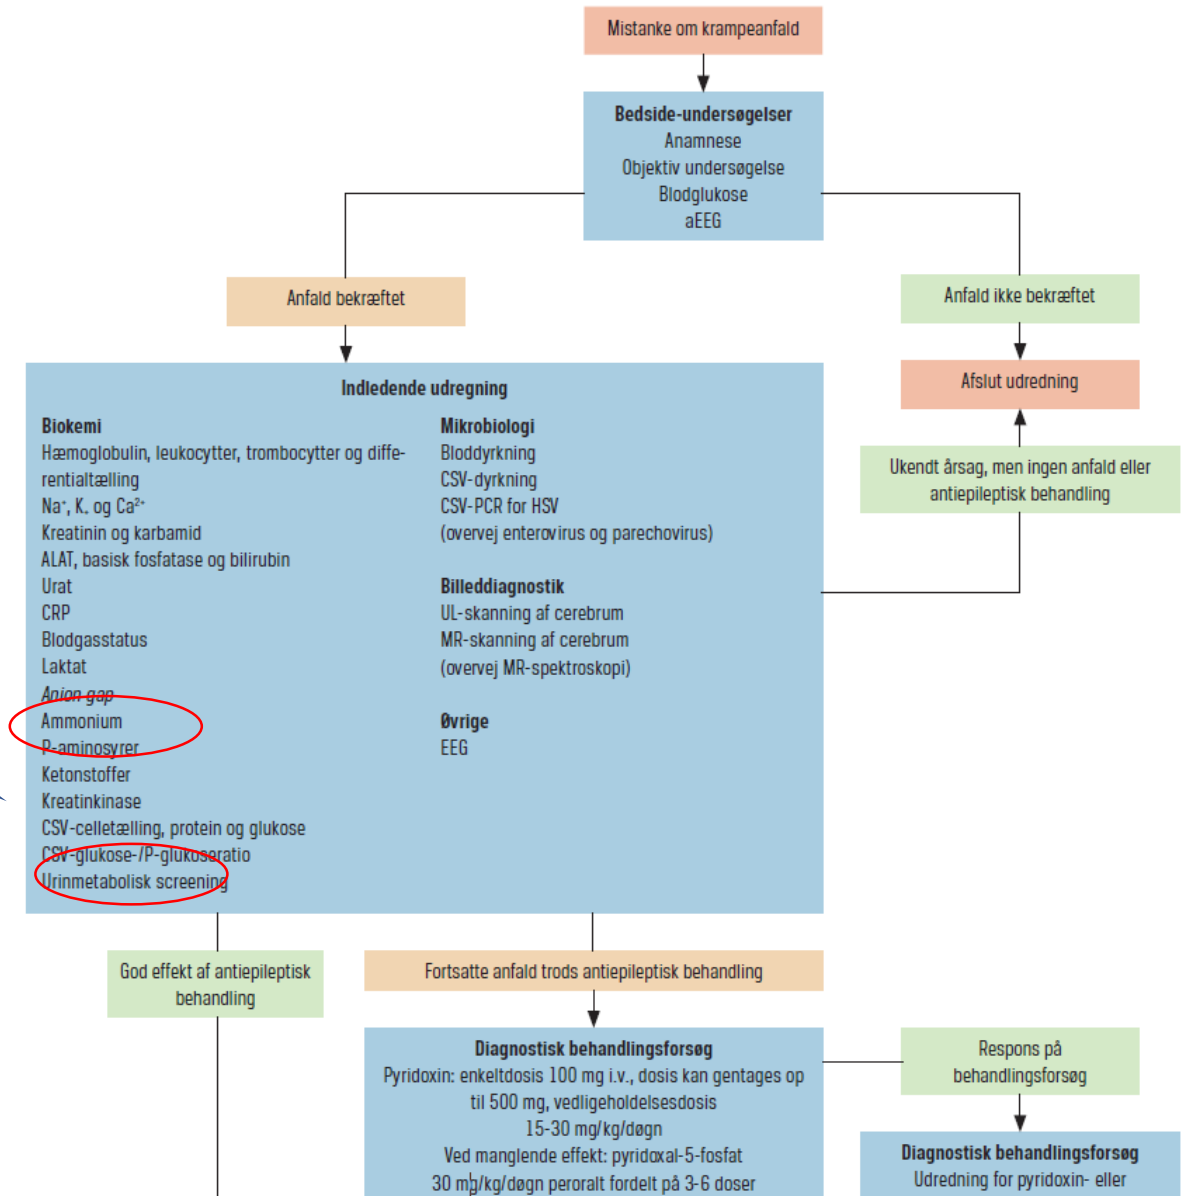 Mistanke om krampeanfald
Bedside-undersøgelser
Anamnese
Objektiv undersøgelse
Blodglukose
aEEG
Anfald bekræftet
Anfald ikke bekræftet
Afslut udredning
Ukendt årsag, men ingen anfald eller
antiepileptisk behandling
Indledende udregning
Biokemi
Hæmoglobulin, leukocytter, trombocytter og diffe-
rentialtælling
Na⁺, K, og Ca²⁺
Kreatinin og karbamid
ALAT, basisk fosfatase og bilirubin
Urat
CRP
Blodgasstatus
Laktat
Anion gap
Ammonium
P-aminosyrer
Ketonstoffer
Kreatinkinase
CSV-celletælling, protein og glukose
CSV-glukose-/P-glukoseratio
Urinmetabolisk screening
Mikrobiologi
Bloddyrkning
CSV-dyrkning
CSV-PCR for HSV
(overvej enterovirus og parechovirus)
Billeddiagnostik
UL-skanning af cerebrum
MR-skanning af cerebrum
(overvej MR-spektroskopi)
Øvrige
EEG
God effekt af antiepileptisk
behandling
Fortsatte anfald trods antiepileptisk behandling
Diagnostisk behandlingsforsøg
Pyridoxin: enkeltdosis 100 mg i.v., dosis kan gentages op
til 500 mg, vedligeholdelsesdosis
15-30 mg/kg/døgn
Ved manglende effekt: pyridoxal-5-fosfat
30 mg/kg/døgn peroralt fordelt på 3-6 doser
Respons på
behandlingsforsøg
Diagnostisk behandlingsforsøg
Udredning for pyridoxin- eller